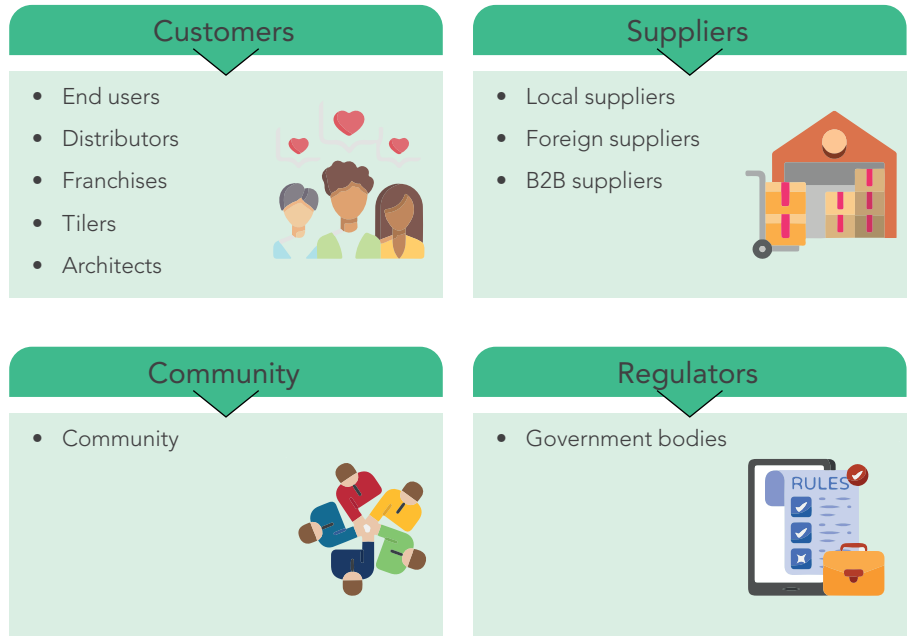 Customers
• End users
• Distributors
• Franchises
• Tilers
• Architects
Suppliers
• Local suppliers
• Foreign suppliers
• B2B suppliers
Community
• Community
Regulators
• Government bodies
RULES